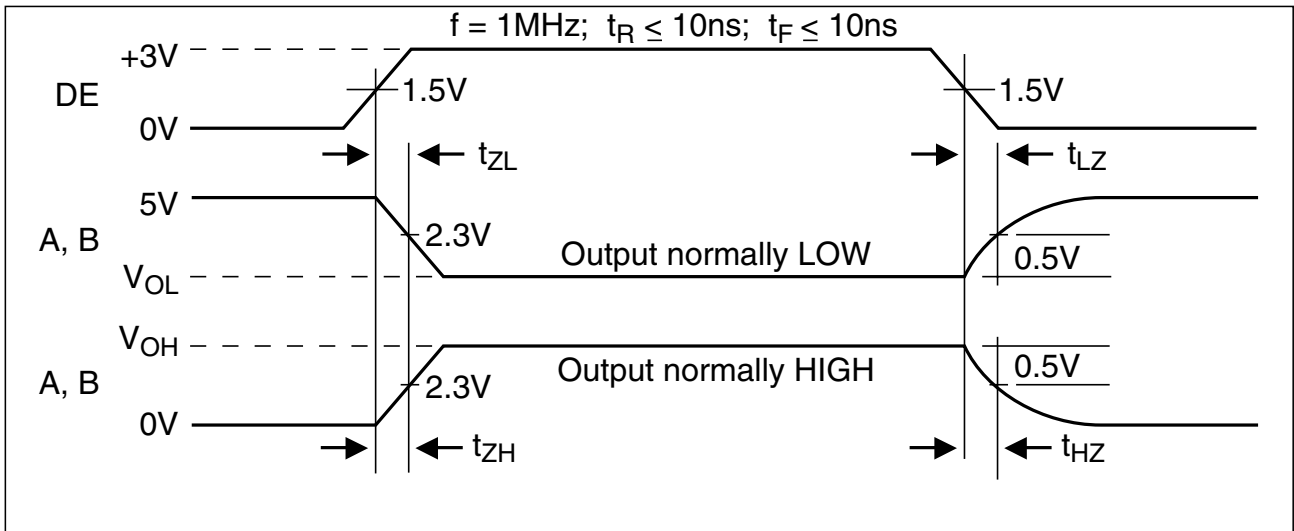 f = 1MHz; tR ≤ 10ns; tF ≤ 10ns
+3V
DE
1.5V
1.5V
0V
tZL
tLZ
5V
A, B
2.3V
Output normally LOW
0.5V
VOL
VOH
Output normally HIGH
0.5V
A, B
2.3V
0V
tZH
tHZ